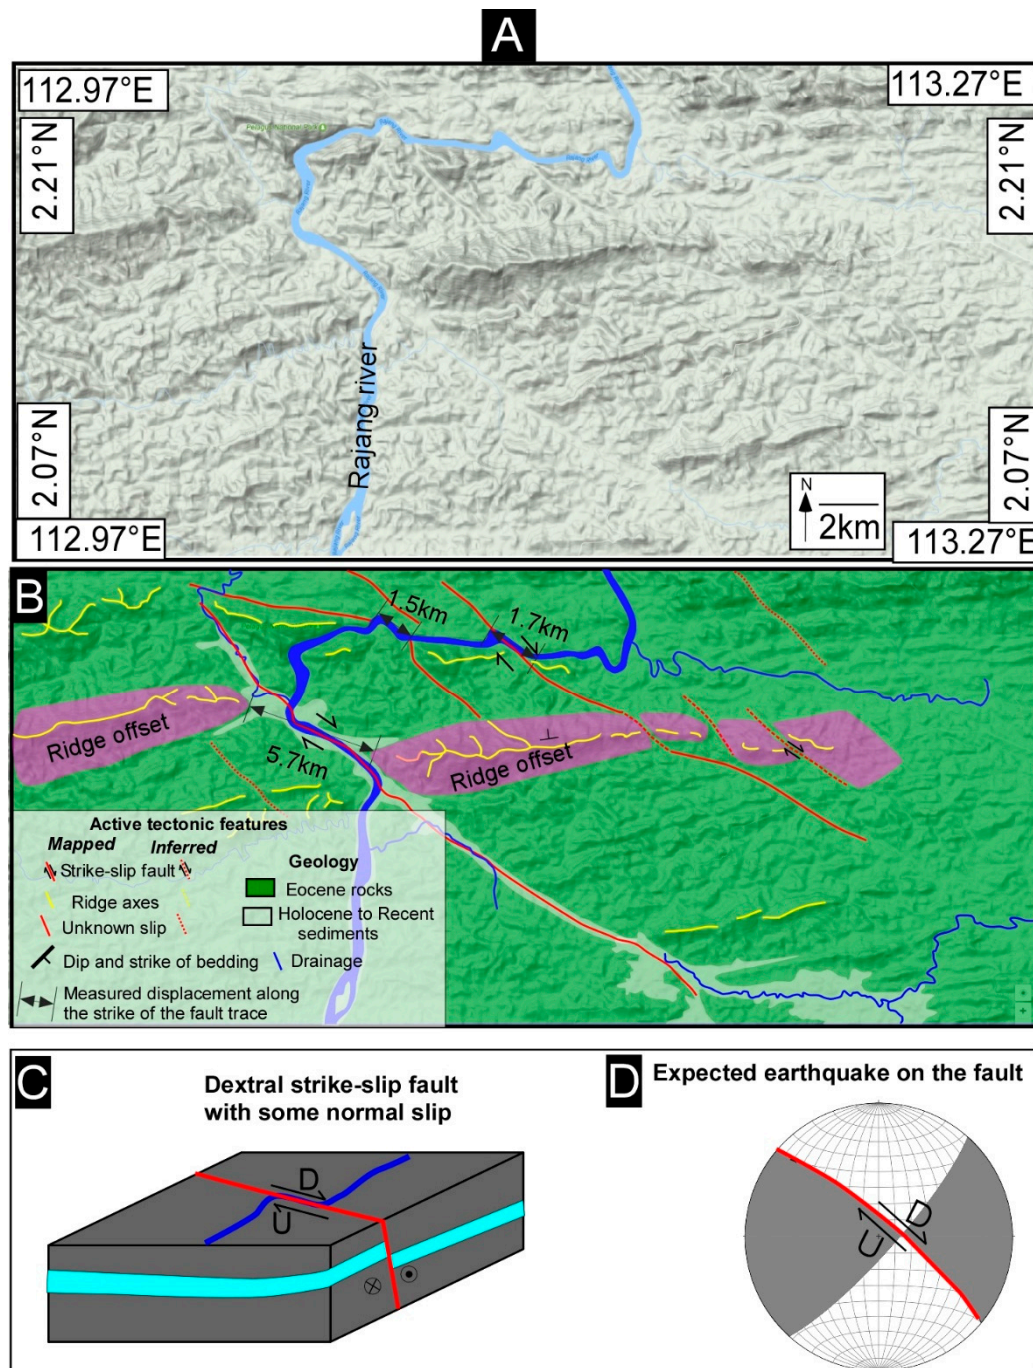 A
112.97°E
113.27°E
2.21°N
2.21°N
Rajang river
2.07°N
2.07°N
N
2km
112.97°E
113.27°E
B
1.5km
1.7km
Ridge offset
5.7km
Ridge offset
Active tectonic features
Mapped Inferred
Strike-slip fault
Ridge axes
Unknown slip
Dip and strike of bedding
Measured displacement along
the strike of the fault trace
Geology
Eocene rocks
Holocene to Recent
sediments
Drainage
C
Dextral strike-slip fault
with some normal slip
D
U
D
Expected earthquake on the fault
D
U